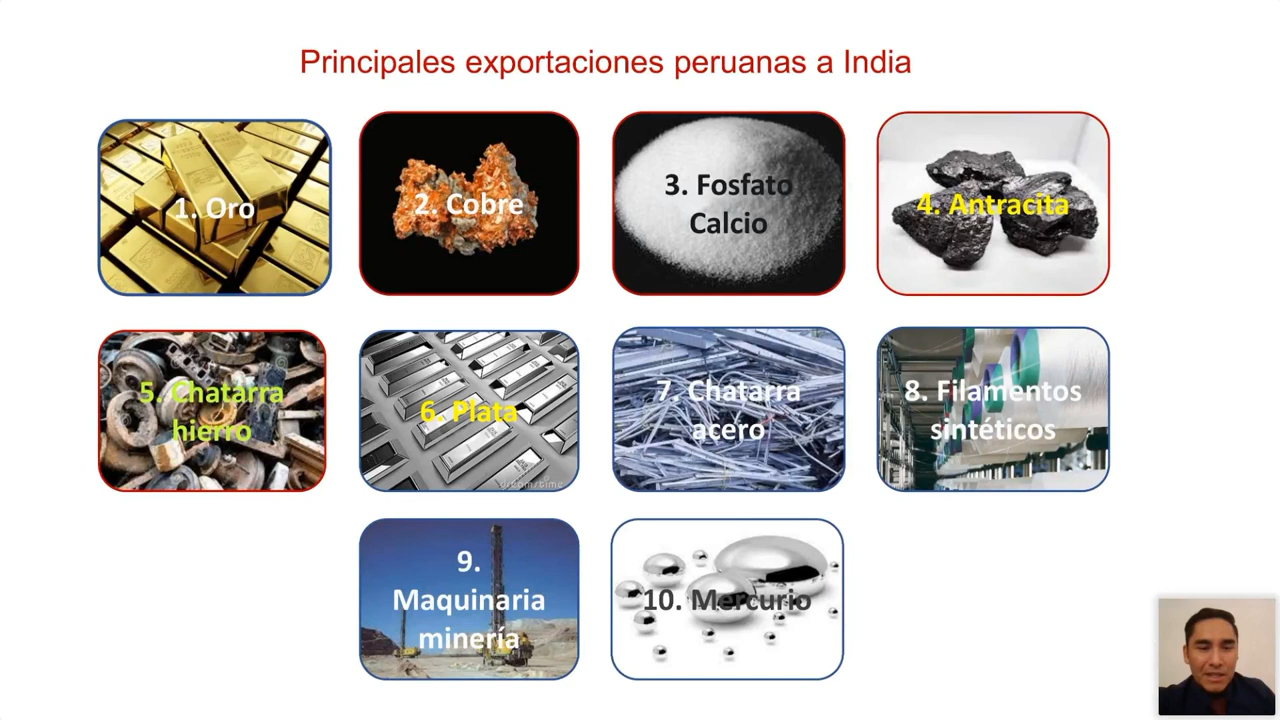 Principales exportaciones peruanas a India
1. Oro
2. Cobre
3. Fosfato
Calcio
4. Antracita
5. Chatarra
hierro
6. Plata
7. Chatarra
acero
8. Filamentos
sintéticos
dreamstime
9.
Maquinaria
minería
10. Mercurio